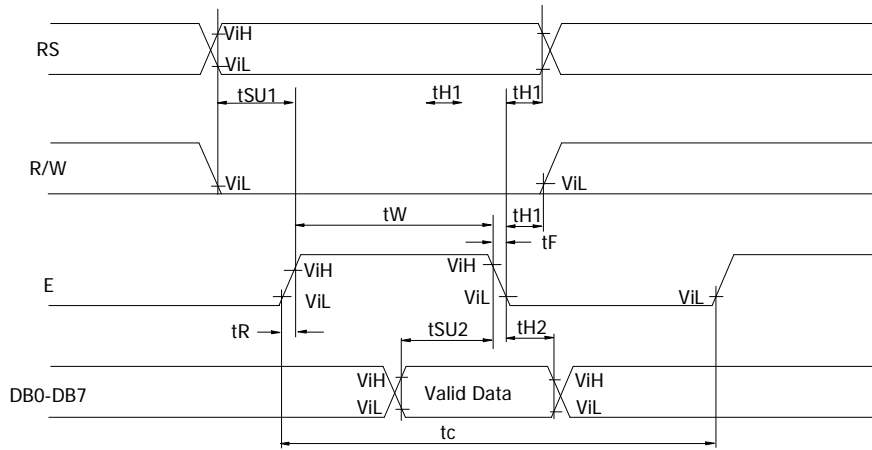 RS
ViH
ViL
tSU1
tH1
tH1
R/W
ViL
ViL
tW
tH1
tF
E
ViH
ViH
ViL
ViL
ViL
tR
tSU2
tH2
DB0-DB7
ViH
Valid Data
ViH
ViL
ViL
tc